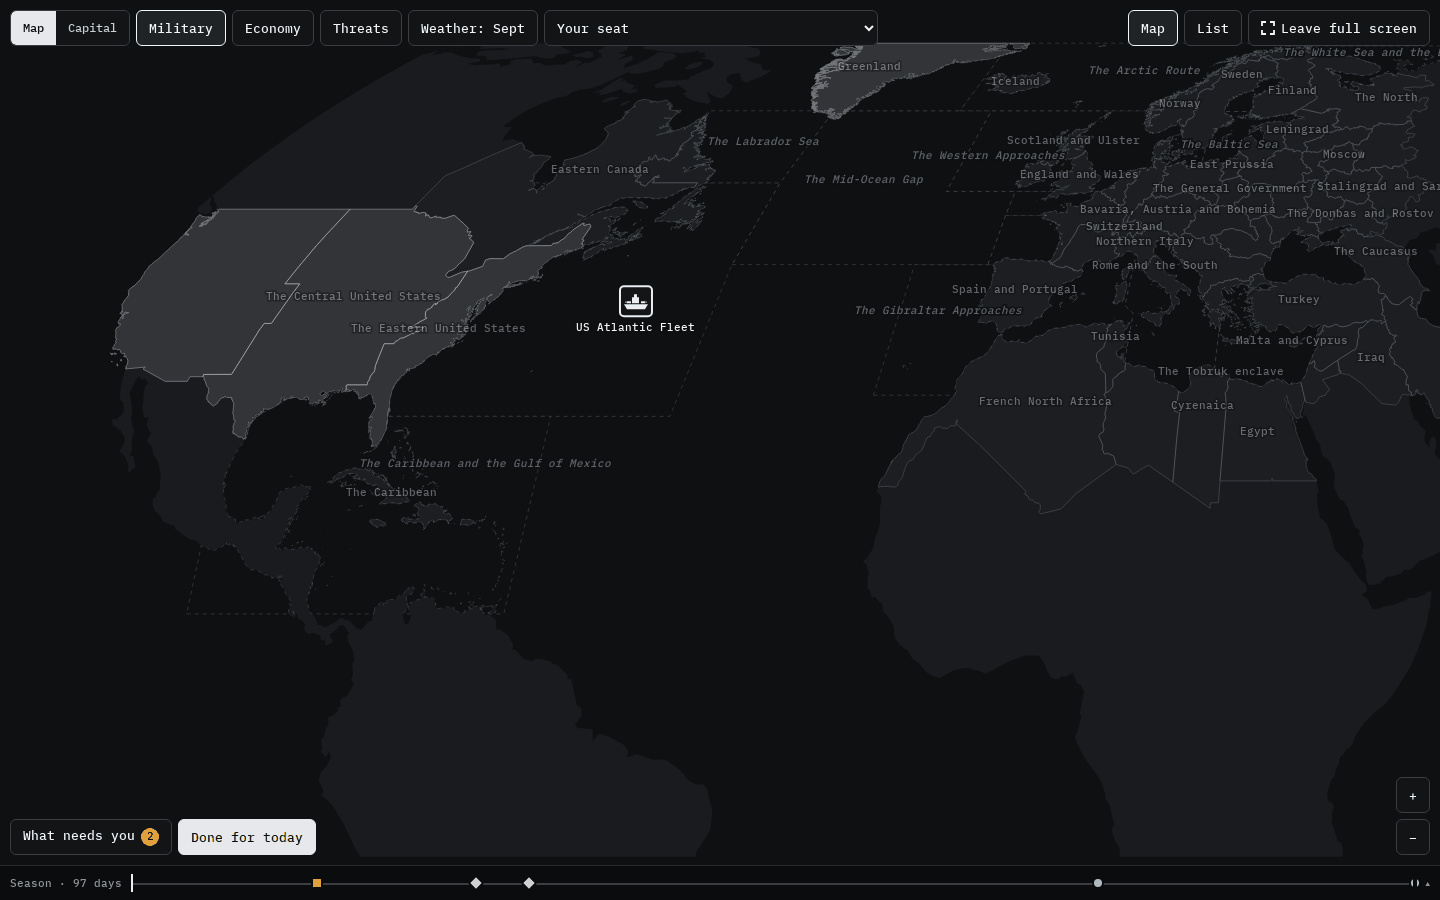 Map
Capital
Military
Economy
Threats
Weather: Sept
Your seat
Map
List
Leave full screen
The White Sea and the
Greenland
Iceland
The Arctic Route
Sweden
Finland
The North
Norway
Leningrad
The Labrador Sea
Scotland and Ulster
The Baltic Sea
The Western Approaches
Moscow
Eastern Canada
East Prussia
The Mid-Ocean Gap
England and Wales
The General Government
Stalingrad and Sar
Bavaria, Austria and Bohemia
The Donbas and Rostov
Switzerland
Northern Italy
The Caucasus
Rome and the South
Spain and Portugal
The Central United States
Turkey
The Gibraltar Approaches
The Eastern United States
US Atlantic Fleet
Tunisia
Malta and Cyprus
Iraq
The Tobruk enclave
French North Africa
Cyrenaica
Egypt
The Caribbean and the Gulf of Mexico
The Caribbean
+
−
What needs you 2
Done for today
Season · 97 days